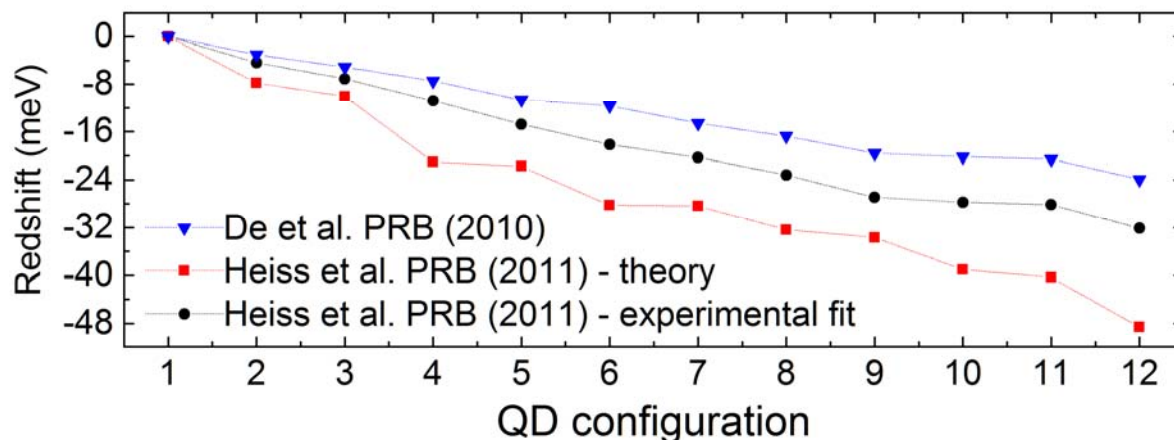 Redshift (meV)
0
-8
-16
-24
-32
-40
-48
De et al. PRB (2010)
Heiss et al. PRB (2011) - theory
Heiss et al. PRB (2011) - experimental fit
1 2 3 4 5 6 7 8 9 10 11 12
QD configuration